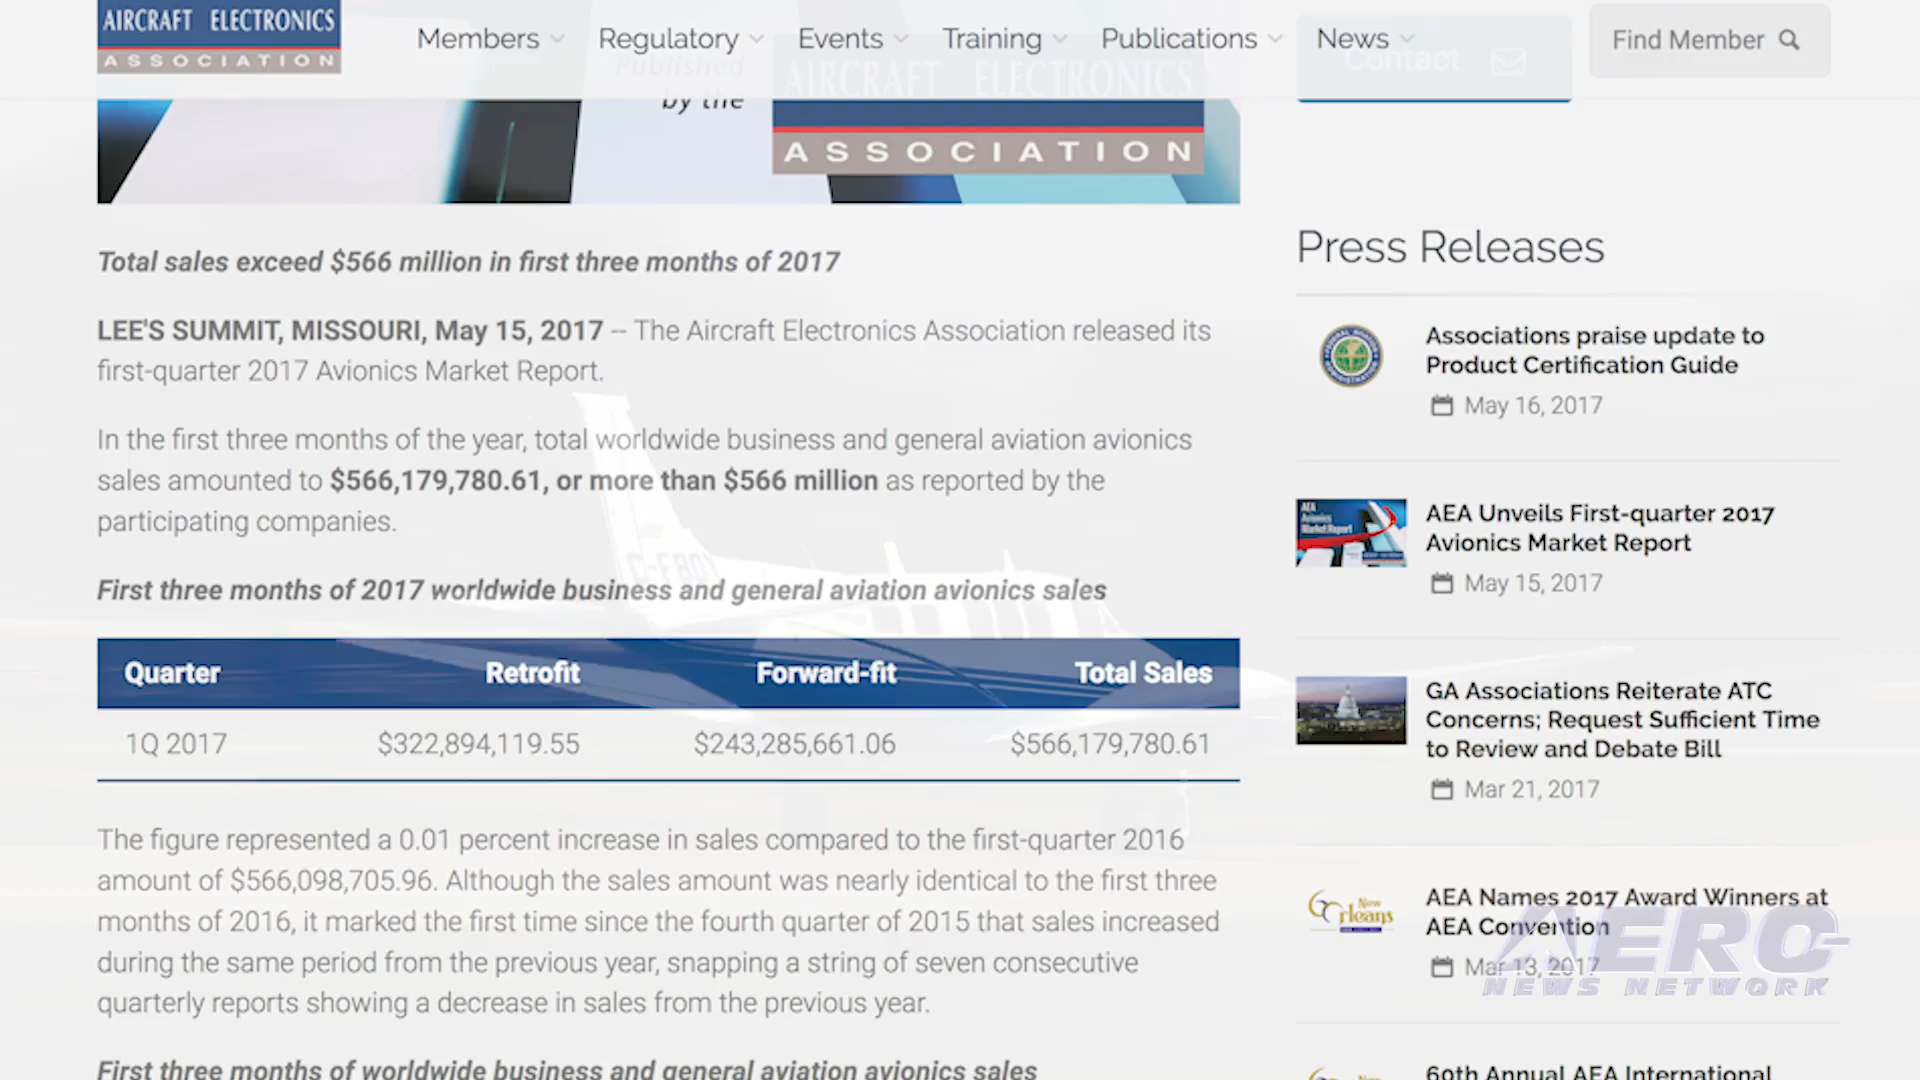 AIRCRAFT ELECTRONICS
ASSOCIATION
Members
Regulatory
Events
Training
Publications
News
Contact
Find Member
Published
by the
AIRCRAFT ELECTRONICS
ASSOCIATION
Total sales exceed $566 million in first three months of 2017
LEE'S SUMMIT, MISSOURI, May 15, 2017 -- The Aircraft Electronics Association released its
first-quarter 2017 Avionics Market Report.
In the first three months of the year, total worldwide business and general aviation avionics
sales amounted to $566,179,780.61, or more than $566 million as reported by the
participating companies.
First three months of 2017 worldwide business and general aviation avionics sales
Quarter Retrofit Forward-fit Total Sales
1Q 2017 $322,894,119.55 $243,285,661.06 $566,179,780.61
The figure represented a 0.01 percent increase in sales compared to the first-quarter 2016
amount of $566,098,705.96. Although the sales amount was nearly identical to the first three
months of 2016, it marked the first time since the fourth quarter of 2015 that sales increased
during the same period from the previous year, snapping a string of seven consecutive
quarterly reports showing a decrease in sales from the previous year.
First three months of worldwide business and general aviation avionics sales
Press Releases
Associations praise update to
Product Certification Guide
May 16, 2017
AEA
Avionics
Market Report
AEA Unveils First-quarter 2017
Avionics Market Report
May 15, 2017
GA Associations Reiterate ATC
Concerns; Request Sufficient Time
to Review and Debate Bill
Mar 21, 2017
New
Orleans
AEA Names 2017 Award Winners at
AEA Convention
Mar 13, 2017
60th Annual AEA International
AERO-
NEWS NETWORK